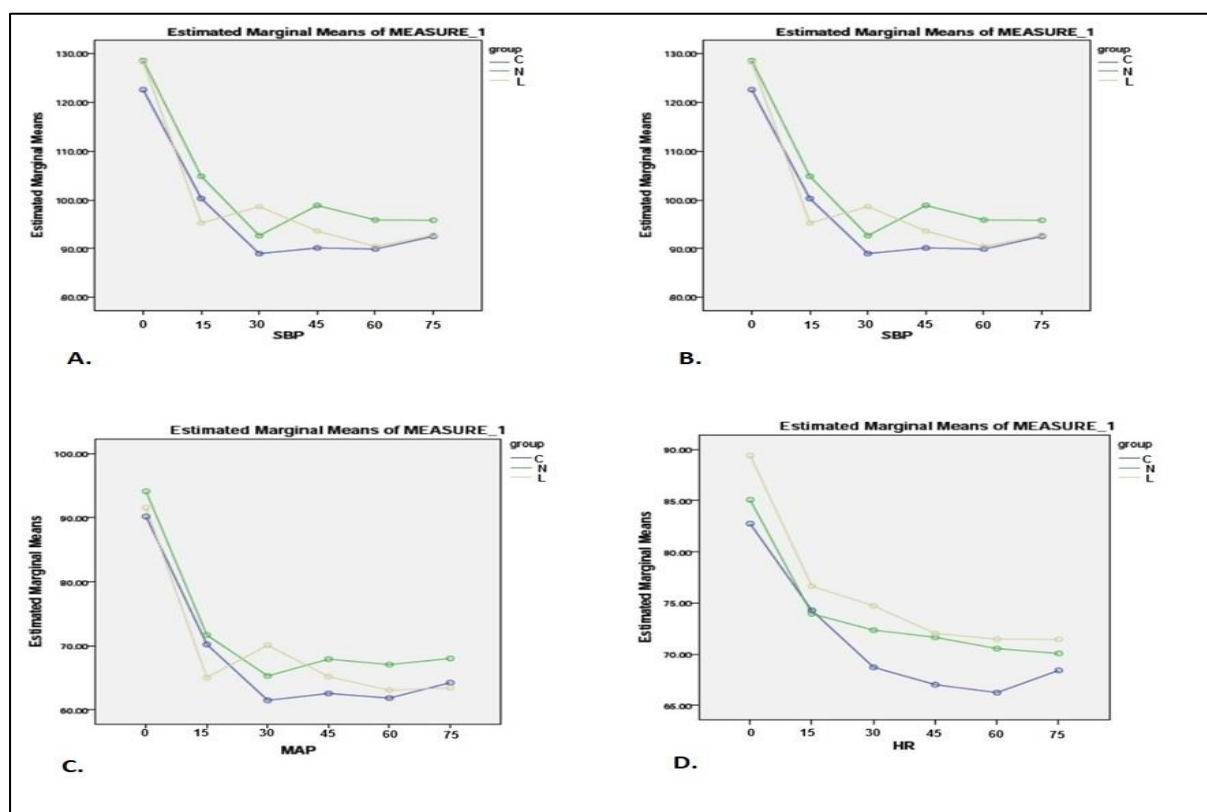 Estimated Marginal Means of MEASURE_1
group
C
N
L
Estimated Marginal Means
130.00
120.00
110.00
100.00
90.00
80.00
0 15 30 45 60 75
SBP
A.
Estimated Marginal Means of MEASURE_1
group
C
N
L
Estimated Marginal Means
130.00
120.00
110.00
100.00
90.00
80.00
0 15 30 45 60 75
SBP
B.
Estimated Marginal Means of MEASURE_1
group
C
N
L
Estimated Marginal Means
100.00
90.00
80.00
70.00
60.00
0 15 30 45 60 75
MAP
C.
Estimated Marginal Means of MEASURE_1
group
C
N
L
Estimated Marginal Means
90.00
85.00
80.00
75.00
70.00
65.00
0 15 30 45 60 75
HR
D.